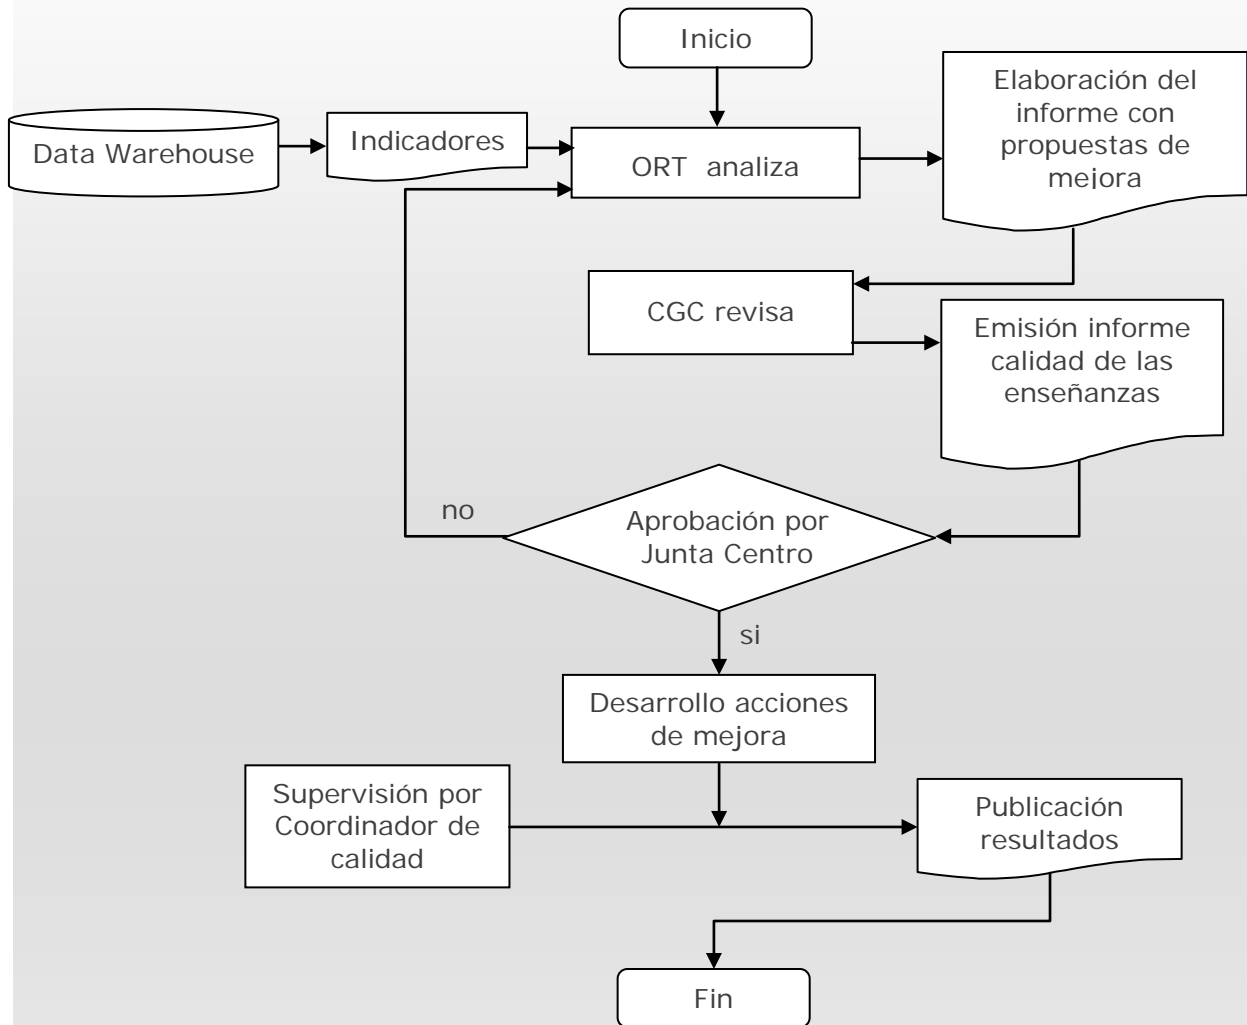 Inicio
Elaboración del
informe con
propuestas de
mejora
Data Warehouse
Indicadores
ORT analiza
CGC revisa
Emisión informe
calidad de las
enseñanzas
no
Aprobación por
Junta Centro
si
Desarrollo acciones
de mejora
Supervisión por
Coordinador de
calidad
Publicación
resultados
Fin